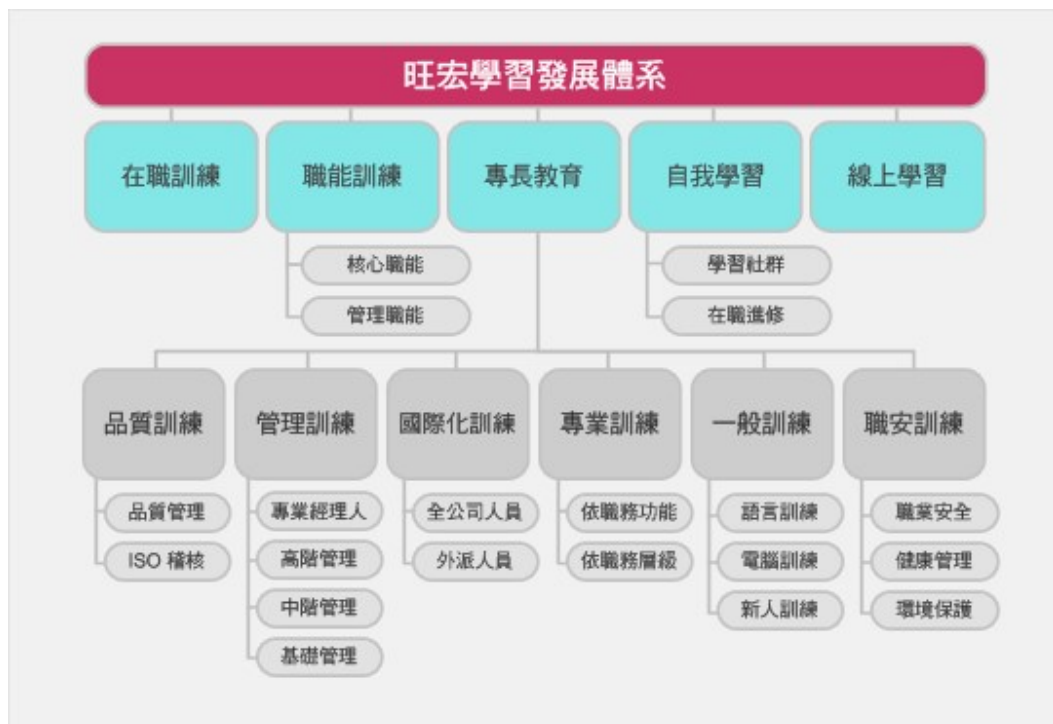 旺宏學習發展體系
在職訓練
職能訓練
專長教育
自我學習
線上學習
核心職能
管理職能
學習社群
在職進修
品質訓練
管理訓練
國際化訓練
專業訓練
一般訓練
職安訓練
品質管理
ISO 稽核
專業經理人
高階管理
中階管理
基礎管理
全公司人員
外派人員
依職務功能
依職務層級
語言訓練
電腦訓練
新人訓練
職業安全
健康管理
環境保護